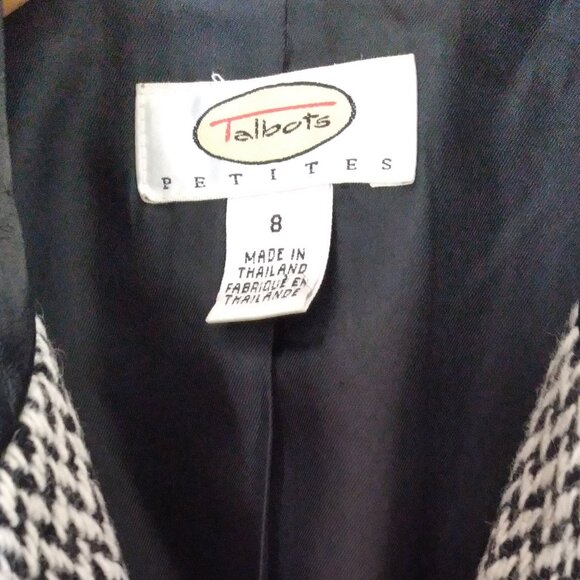 Talbots
PETITES
8
MADE IN
THAILAND
FABRIQUÉ EN
THAILANDE